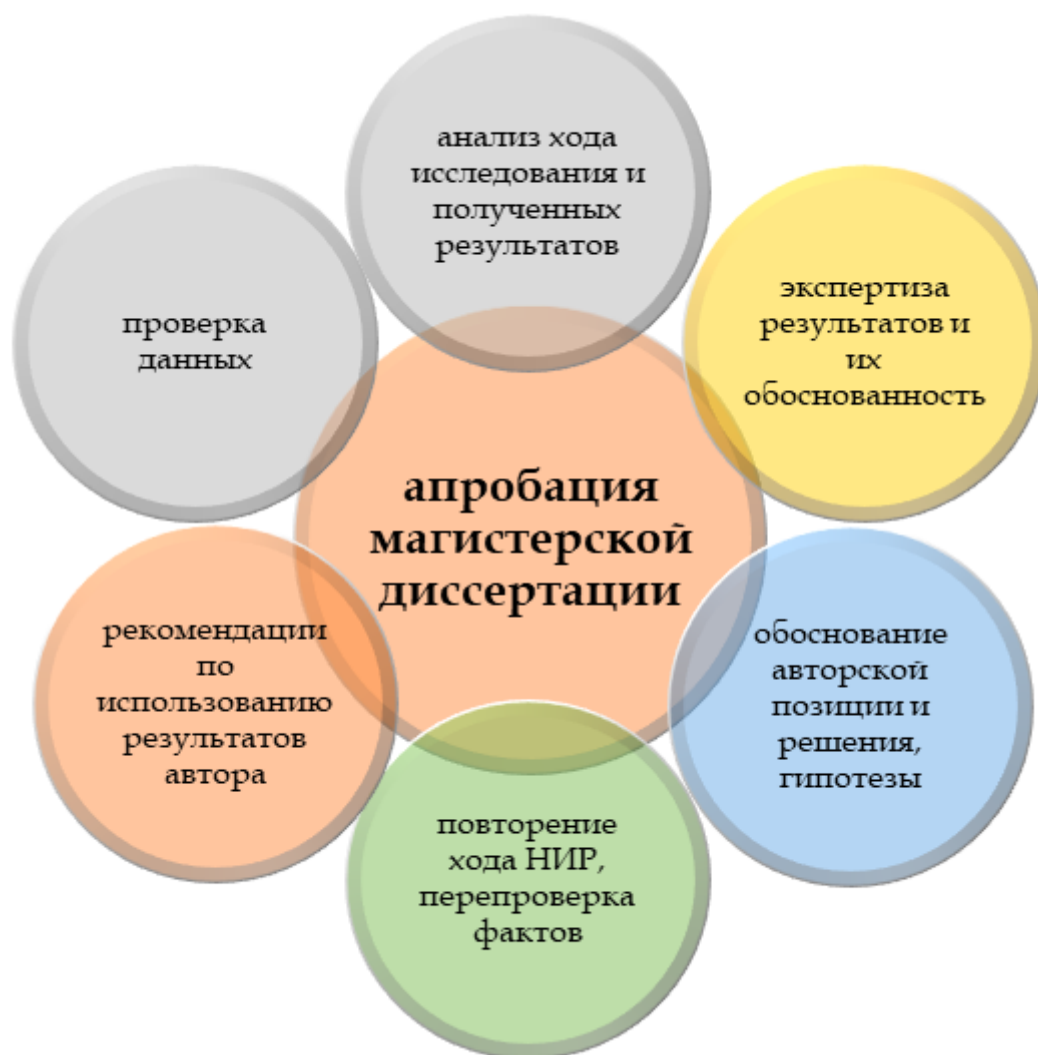 анализ хода
исследования и
полученных
результатов
экспертиза
результатов и
их
обоснованность
проверка
данных
апробация
магистерской
диссертации
обоснование
авторской
позиции и
решения,
гипотезы
рекомендации
по
использованию
результатов
автора
повторение
хода НИР,
перепроверка
фактов